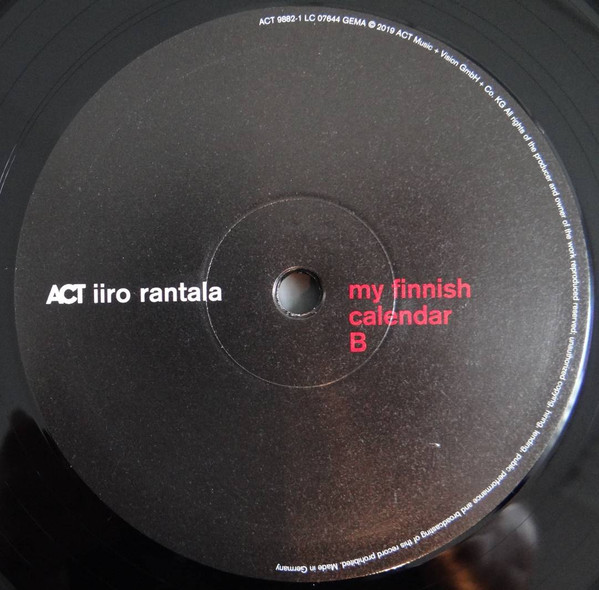 ACT 9882-1 LC 07644 GEMA © 2019 ACT Music + Vision GmbH + Co. KG All rights of the producer and owner of the work reproduced reserved; unauthorized copying, hiring, lending, public performance and broadcasting of this record prohibited. Made in Germany
ACT iiro rantala
my finnish
calendar
B